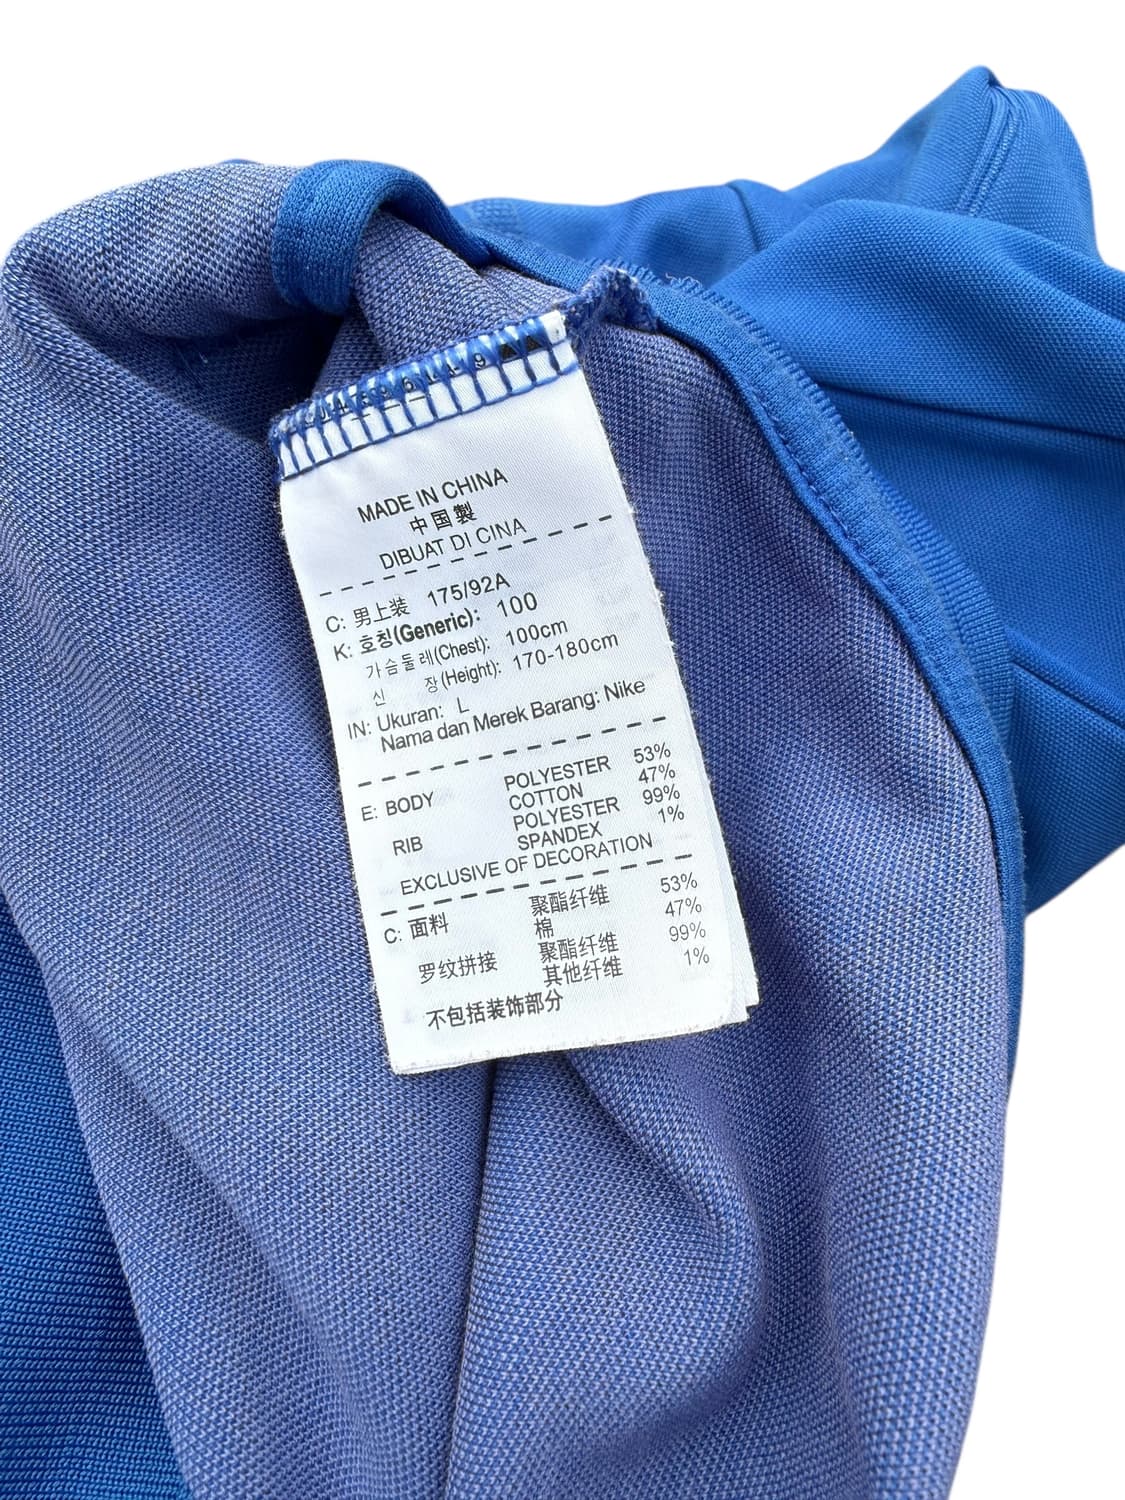 MADE IN CHINA
中国製
DIBUAT DI CINA
C: 男上装 175/92A
K: 호칭(Generic): 100
가슴둘레(Chest): 100cm
신 장(Height): 170-180cm
IN: Ukuran: L
Nama dan Merek Barang: Nike
E: BODY POLYESTER 53%
COTTON 47%
RIB POLYESTER 99%
SPANDEX 1%
EXCLUSIVE OF DECORATION
C: 面料 聚酯纤维 53%
棉 47%
罗纹拼接 聚酯纤维 99%
其他纤维 1%
不包括装饰部分